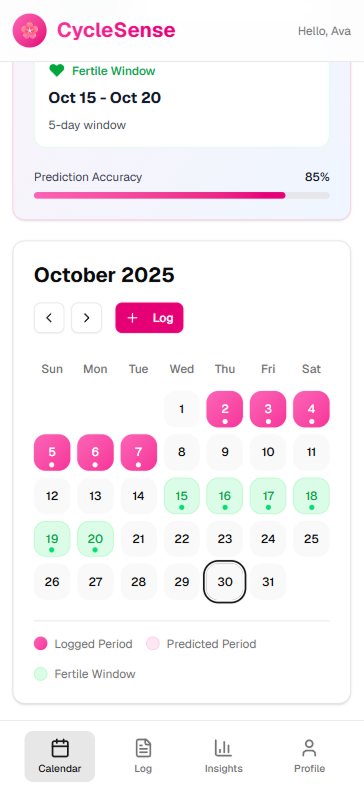 CycleSense
Hello, Ava
Fertile Window
Oct 15 - Oct 20
5-day window
Prediction Accuracy 85%
October 2025
+ Log
Sun Mon Tue Wed Thu Fri Sat
1 2 3 4
5 6 7 8 9 10 11
12 13 14 15 16 17 18
19 20 21 22 23 24 25
26 27 28 29 30 31
Logged Period Predicted Period
Fertile Window
Calendar Log Insights Profile